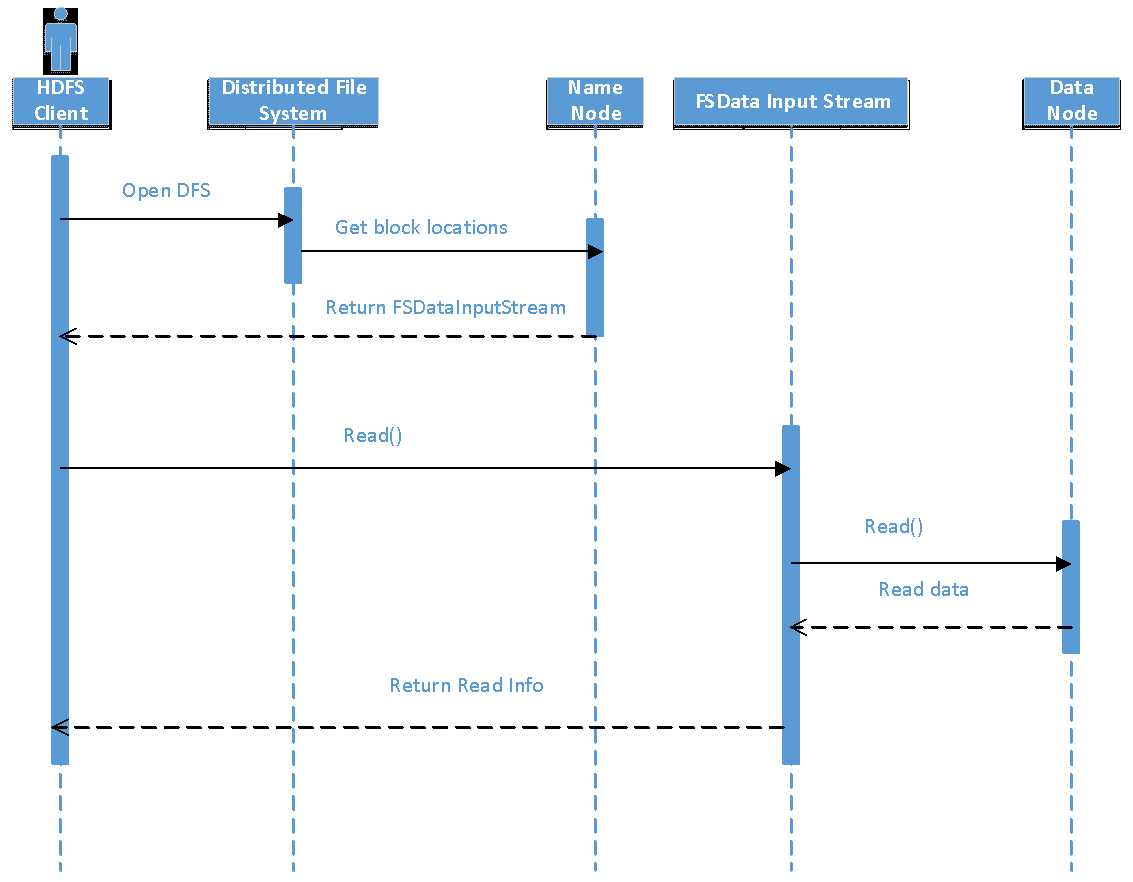 HDFS
Client
Distributed File
System
Name
Node
FSData Input Stream
Data
Node
Open DFS
Get block locations
Return FSDataInputStream
Read()
Read()
Read data
Return Read Info